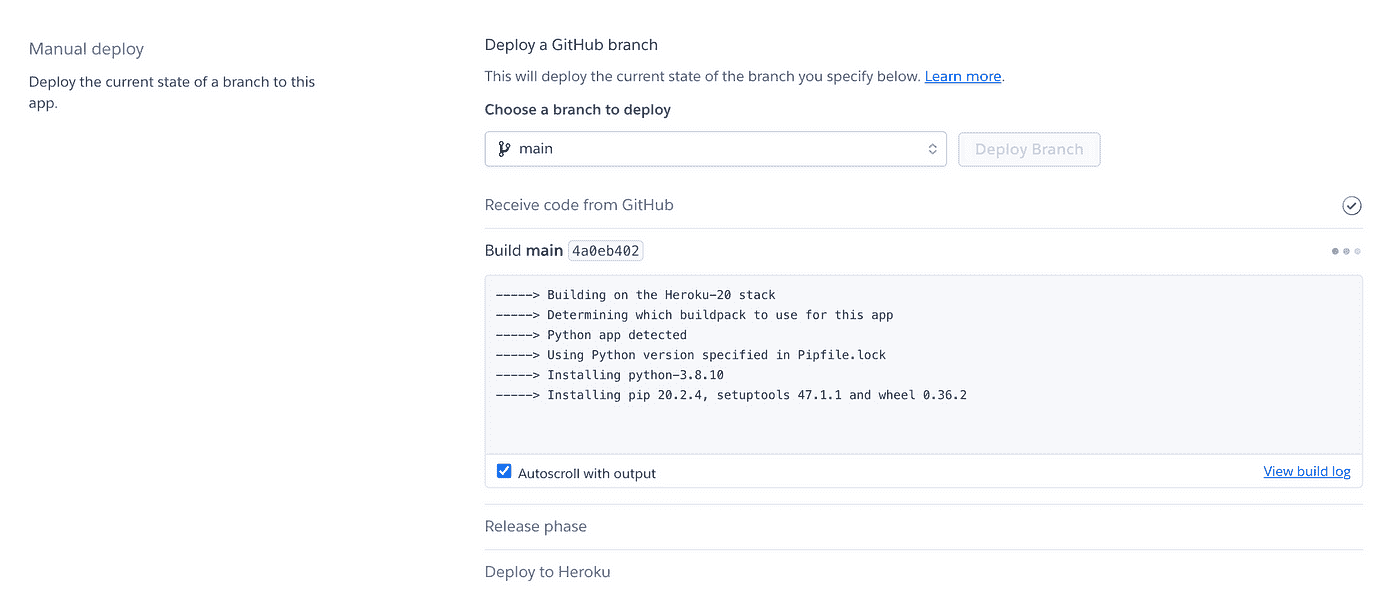 Manual deploy
Deploy the current state of a branch to this
app.
Deploy a GitHub branch
This will deploy the current state of the branch you specify below. Learn more.
Choose a branch to deploy
main
Deploy Branch
Receive code from GitHub
Build main 4a0eb402
-----> Building on the Heroku-20 stack
-----> Determining which buildpack to use for this app
-----> Python app detected
-----> Using Python version specified in Pipfile.lock
-----> Installing python-3.8.10
-----> Installing pip 20.2.4, setuptools 47.1.1 and wheel 0.36.2
Autoscroll with output
View build log
Release phase
Deploy to Heroku